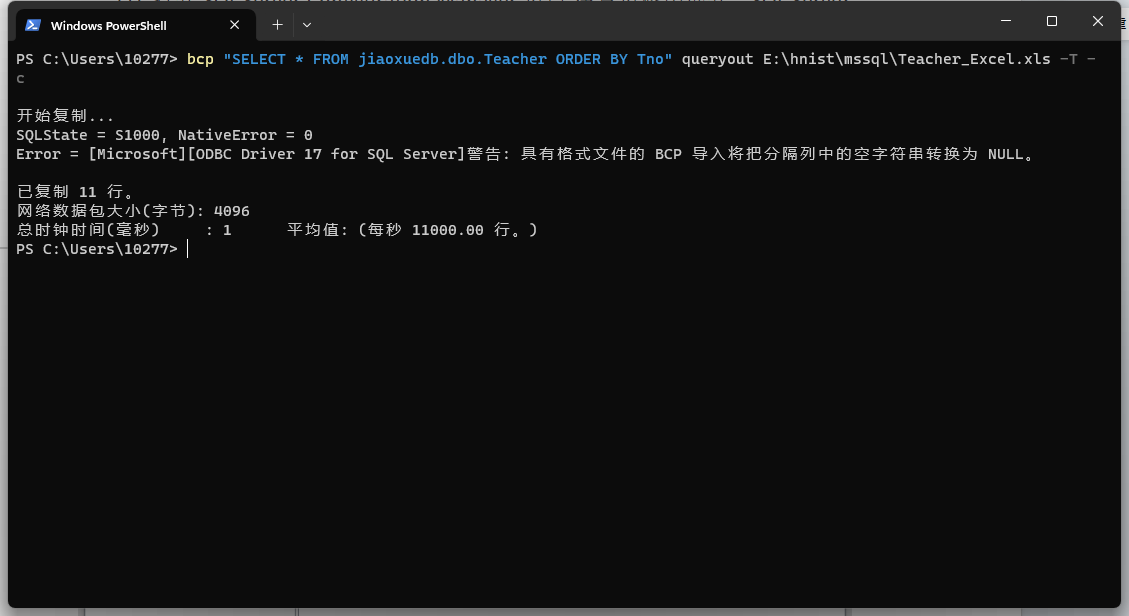 Windows PowerShell
PS C:\Users\10277> bcp "SELECT * FROM jiaoxuedb.dbo.Teacher ORDER BY Tno" queryout E:\hnist\mssql\Teacher_Excel.xls -T -
c
开始复制...
SQLState = S1000, NativeError = 0
Error = [Microsoft][ODBC Driver 17 for SQL Server]警告: 具有格式文件的 BCP 导入将把分隔列中的空字符串转换为 NULL。
已复制 11 行。
网络数据包大小(字节): 4096
总时钟时间(毫秒)     : 1      平均值: (每秒 11000.00 行。)
PS C:\Users\10277>